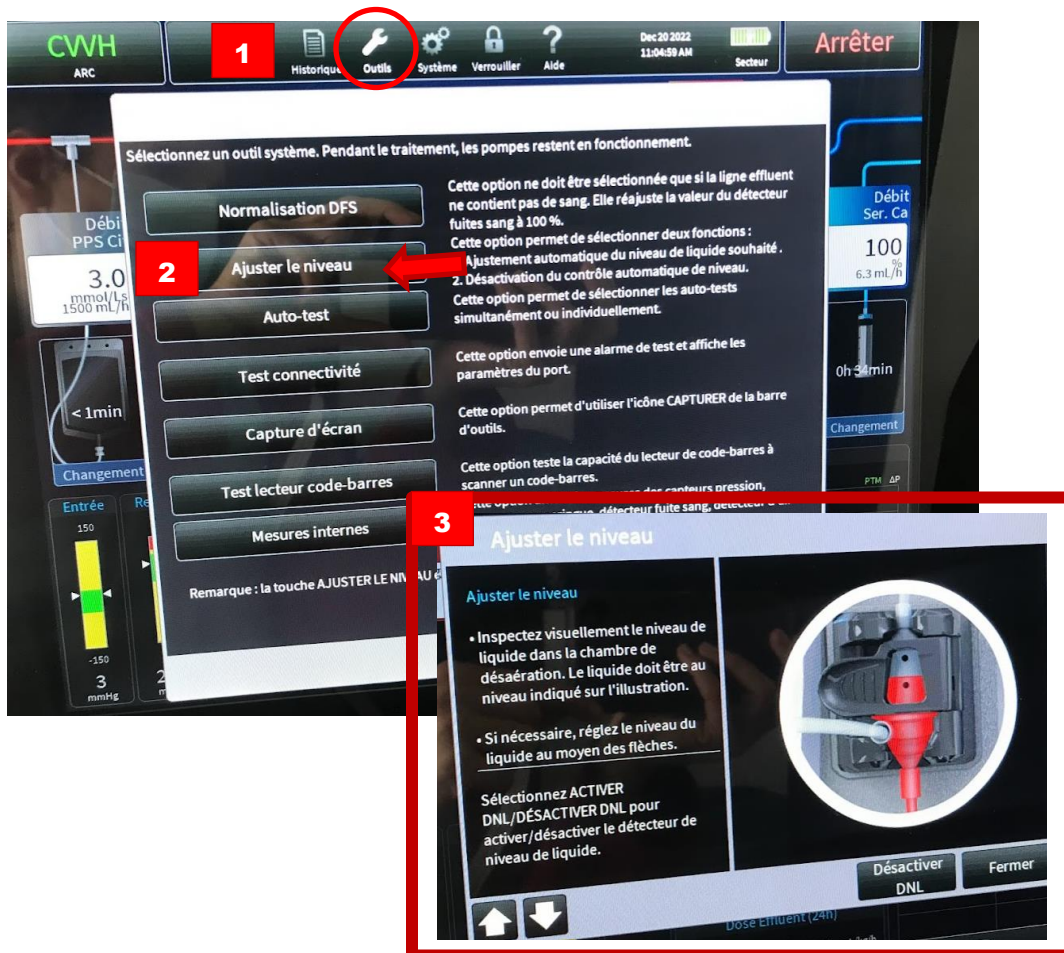 CVVH
ARC
1
Historique
Outils
Système
Verrouiller
Aide
Dec 20 2022
11:04:59 AM
Secteur
Arrêter
Sélectionnez un outil système. Pendant le traitement, les pompes restent en fonctionnement.
Normalisation DFS
Cette option ne doit être sélectionnée que si la ligne effluent
ne contient pas de sang. Elle réajuste la valeur du détecteur
fuites sang à 100 %.
2
Ajuster le niveau
Cette option permet de sélectionner deux fonctions :
Ajustement automatique du niveau de liquide souhaité .
2. Désactivation du contrôle automatique de niveau.
Auto-test
Cette option permet de sélectionner les auto-tests
simultanément ou individuellement.
Test connectivité
Cette option envoie une alarme de test et affiche les
paramètres du port.
Capture d'écran
Cette option permet d'utiliser l'icône CAPTURER de la barre
d'outils.
Test lecteur code-barres
Cette option teste la capacité du lecteur de code-barres à
scanner un code-barres.
Mesures internes
des capteurs pression,
détecteur fuite sang,
Remarque : la touche AJUSTER LE NIVEAU
Débit
PPS Ci
3.0
mmol/L
1500 mL/h
< 1min
Changement
Entrée
150
-150
3
mmHg
Débit
Ser. Ca
100
%
6.3 mL/h
0h 34min
Changement
PTM ΔP
3
Ajuster le niveau
Ajuster le niveau
• Inspectez visuellement le niveau de
liquide dans la chambre de
désaération. Le liquide doit être au
niveau indiqué sur l'illustration.
• Si nécessaire, réglez le niveau du
liquide au moyen des flèches.
Sélectionnez ACTIVER
DNL/DÉSACTIVER DNL pour
activer/désactiver le détecteur de
niveau de liquide.
Désactiver
DNL
Fermer
Dose Effluent (24h)